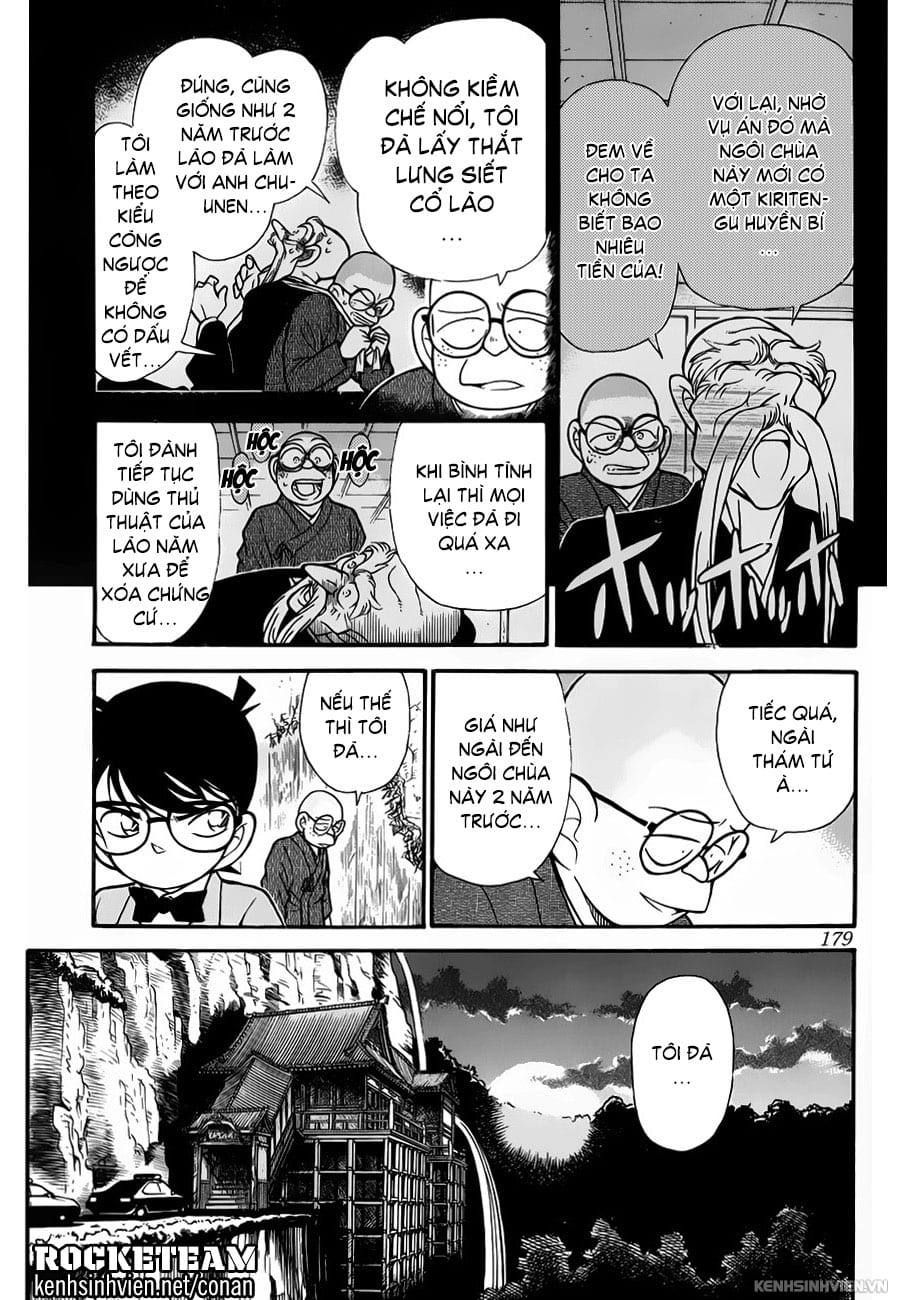 VỚI LẠI, NHỜ
VỤ ÁN ĐÓ MÀ
NGÔI CHÙA
NÀY MỚI CÓ
MỘT KIRITEN-
GU HUYỀN BÍ
...
ĐEM VỀ
CHO TA
KHÔNG
BIẾT BAO
NHIÊU
TIỀN CỦA!
ホホホ
KHÔNG KIỀM
CHẾ NỔI, TÔI
ĐÃ LẤY THẮT
LƯNG SIẾT
CỔ LÃO
...
ĐÚNG, CŨNG
GIỐNG NHƯ 2
NĂM TRƯỚC
LÃO ĐÃ LÀM
VỚI ANH CHU-
UNEN...
TÔI
LÀM
THEO
KIỂU
CÕNG
NGƯỢC
ĐỂ
KHÔNG
CÓ DẤU
VẾT...
KHI BÌNH TĨNH
LẠI THÌ MỌI
VIỆC ĐÃ ĐI
QUÁ XA
...
HỘC
HỘC
HỘC
HỘC
TÔI ĐÀNH
TIẾP TỤC
DÙNG THỦ
THUẬT CỦA
LÃO NĂM
XƯA ĐỂ
XÓA CHỨNG
CỨ...
TIẾC QUÁ,
NGÀI
THÁM TỬ
À...
GIÁ NHƯ
NGÀI ĐẾN
NGÔI CHÙA
NÀY 2 NĂM
TRƯỚC...
NẾU THẾ
THÌ TÔI
ĐÃ...
179
TÔI ĐÃ
...
ROCKETEAM
kenhsinhvien.net/conan
KENHSINHVIEN.VN